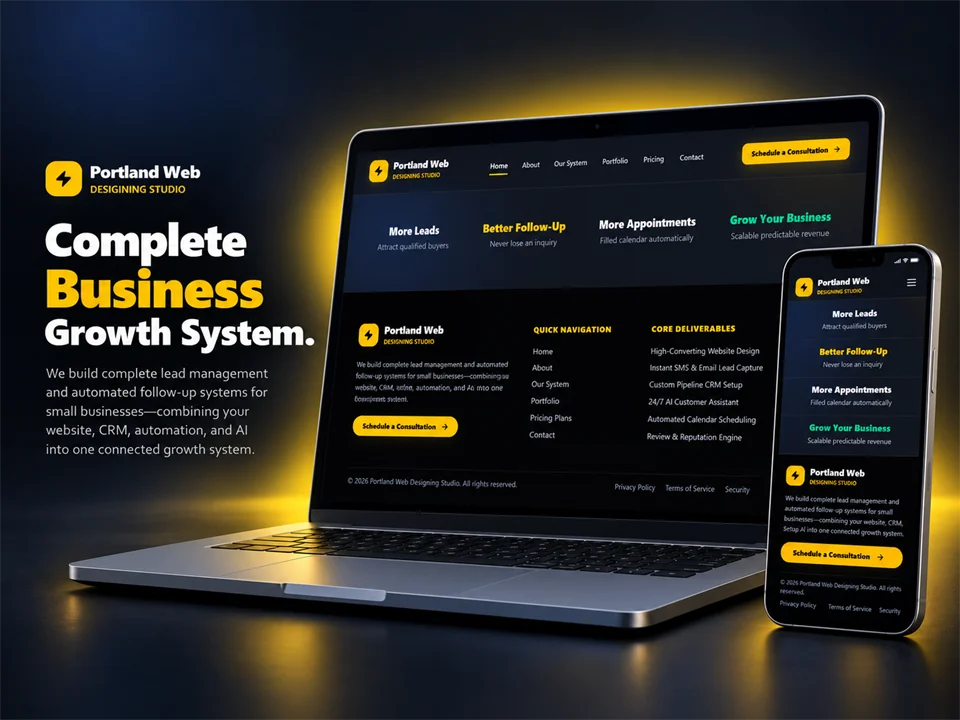 Portland Web
DESIGINING STUDIO
Complete
Business
Growth System.
We build complete lead management
and automated follow-up systems for
small businesses—combining your
website, CRM, automation, and AI
into one connected growth system.
Portland Web
DESIGNING STUDIO
Home About Our System Portfolio Pricing Contact
Schedule a Consultation →
More Leads
Attract qualified buyers
Better Follow-Up
Never lose an inquiry
More Appointments
Filled calendar automatically
Grow Your Business
Scalable predictable revenue
Portland Web
DESIGNING STUDIO
We build complete lead management and automated
follow-up systems for small businesses—combining
website, CRM, automation, and AI into one
system.
Schedule a Consultation →
QUICK NAVIGATION
Home
About
Our System
Portfolio
Pricing Plans
Contact
CORE DELIVERABLES
High-Converting Website Design
Instant SMS & Email Lead Capture
Custom Pipeline CRM Setup
24/7 AI Customer Assistant
Automated Calendar Scheduling
Review & Reputation Engine
© 2026 Portland Web Designing Studio. All rights reserved.
Privacy Policy Terms of Service Security
Portland Web
DESIGNING STUDIO
More Leads
Attract qualified buyers
Better Follow-Up
Never lose an inquiry
More Appointments
Filled calendar automatically
Grow Your Business
Scalable predictable revenue
Portland Web
DESIGNING STUDIO
We build complete lead management and
automated follow-up systems for small
businesses—combining your website, CRM,
Setup AI into one connected growth system.
Schedule a Consultation →
© 2026 Portland Web Designing Studio. All rights
reserved.
Privacy Policy Terms of Service Security